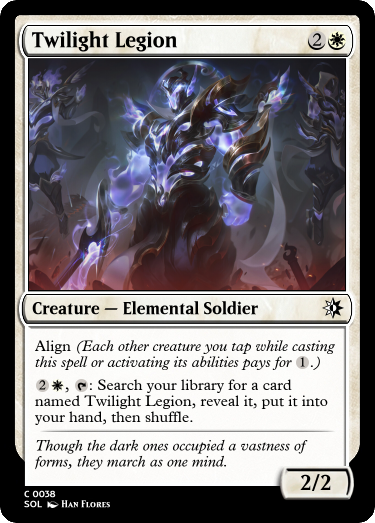 Twilight Legion 2
Creature — Elemental Soldier
Align (Each other creature you tap while casting
this spell or activating its abilities pays for 1.)
2 , : Search your library for a card
named Twilight Legion, reveal it, put it into
your hand, then shuffle.
Though the dark ones occupied a vastness of
forms, they march as one mind.
2/2
C 0038
SOL Han Flores